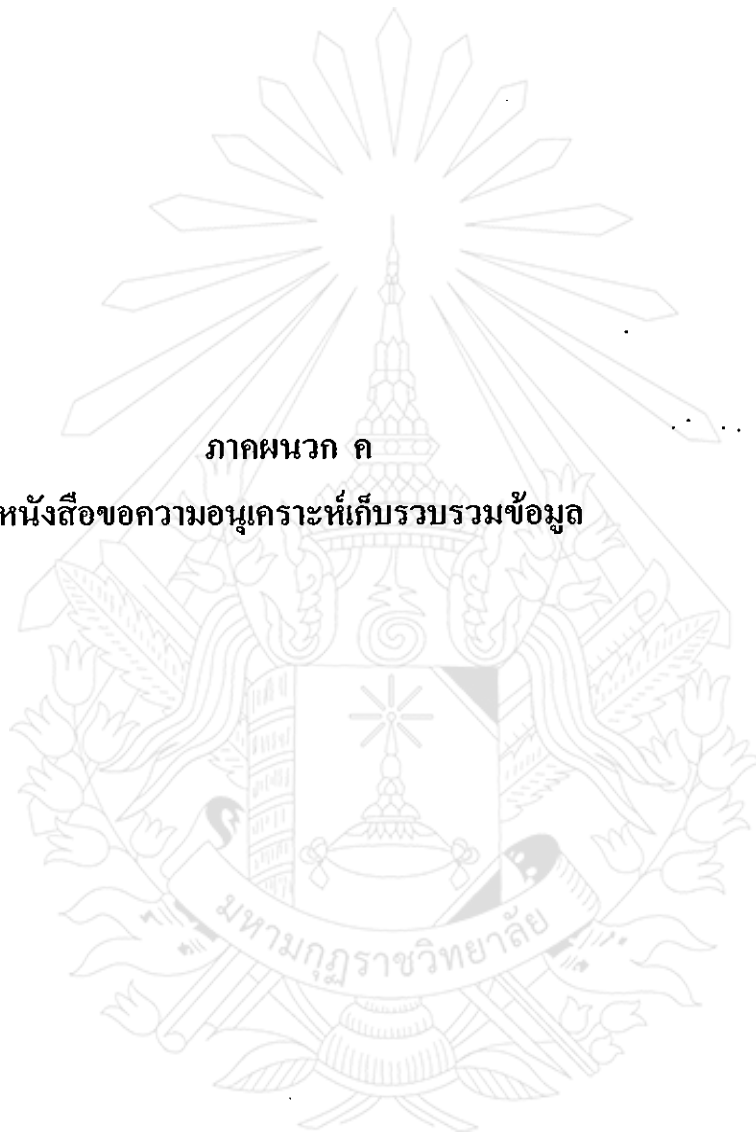 ภาคผนวก ค
หนังสือขอความอนุเคราะห์เก็บรวบรวมข้อมูล
มหามกุฏราชวิทยาลัย